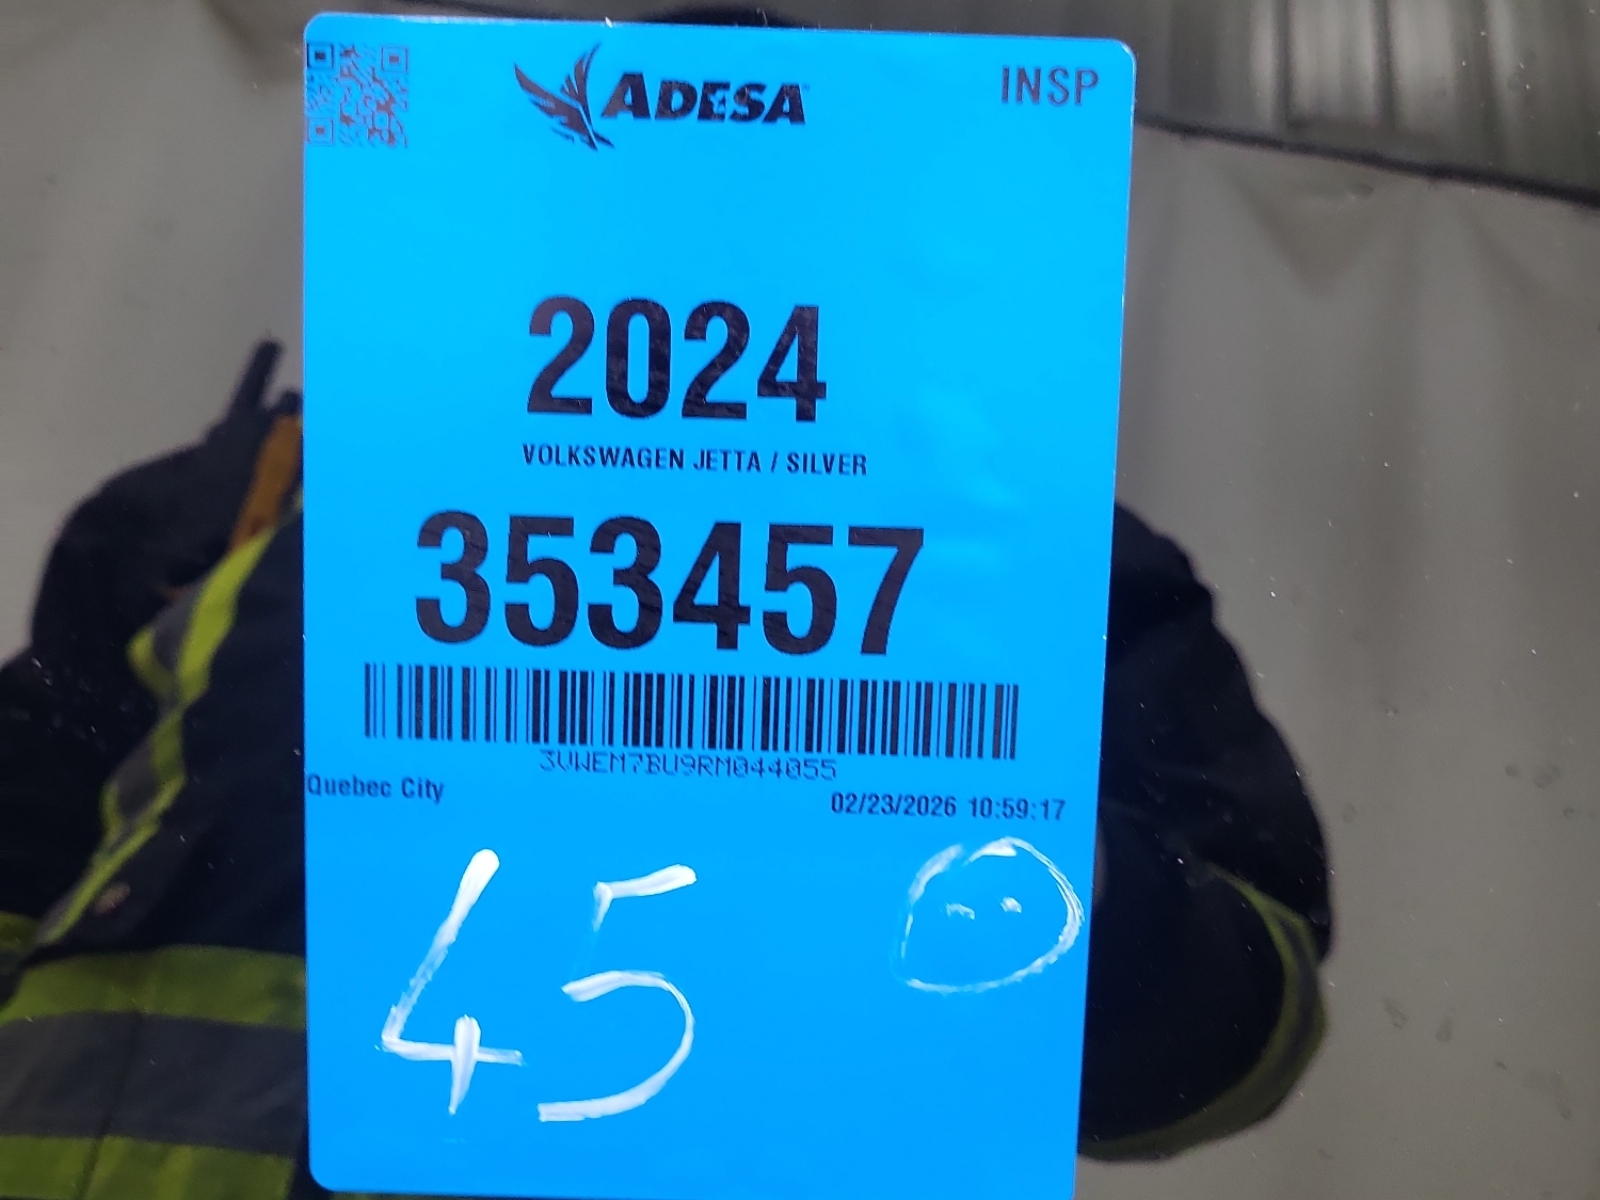 ADESA INSP
2024
VOLKSWAGEN JETTA / SILVER
353457
3VWEM7BU9RM044055
Quebec City 02/23/2026 10:59:17
45